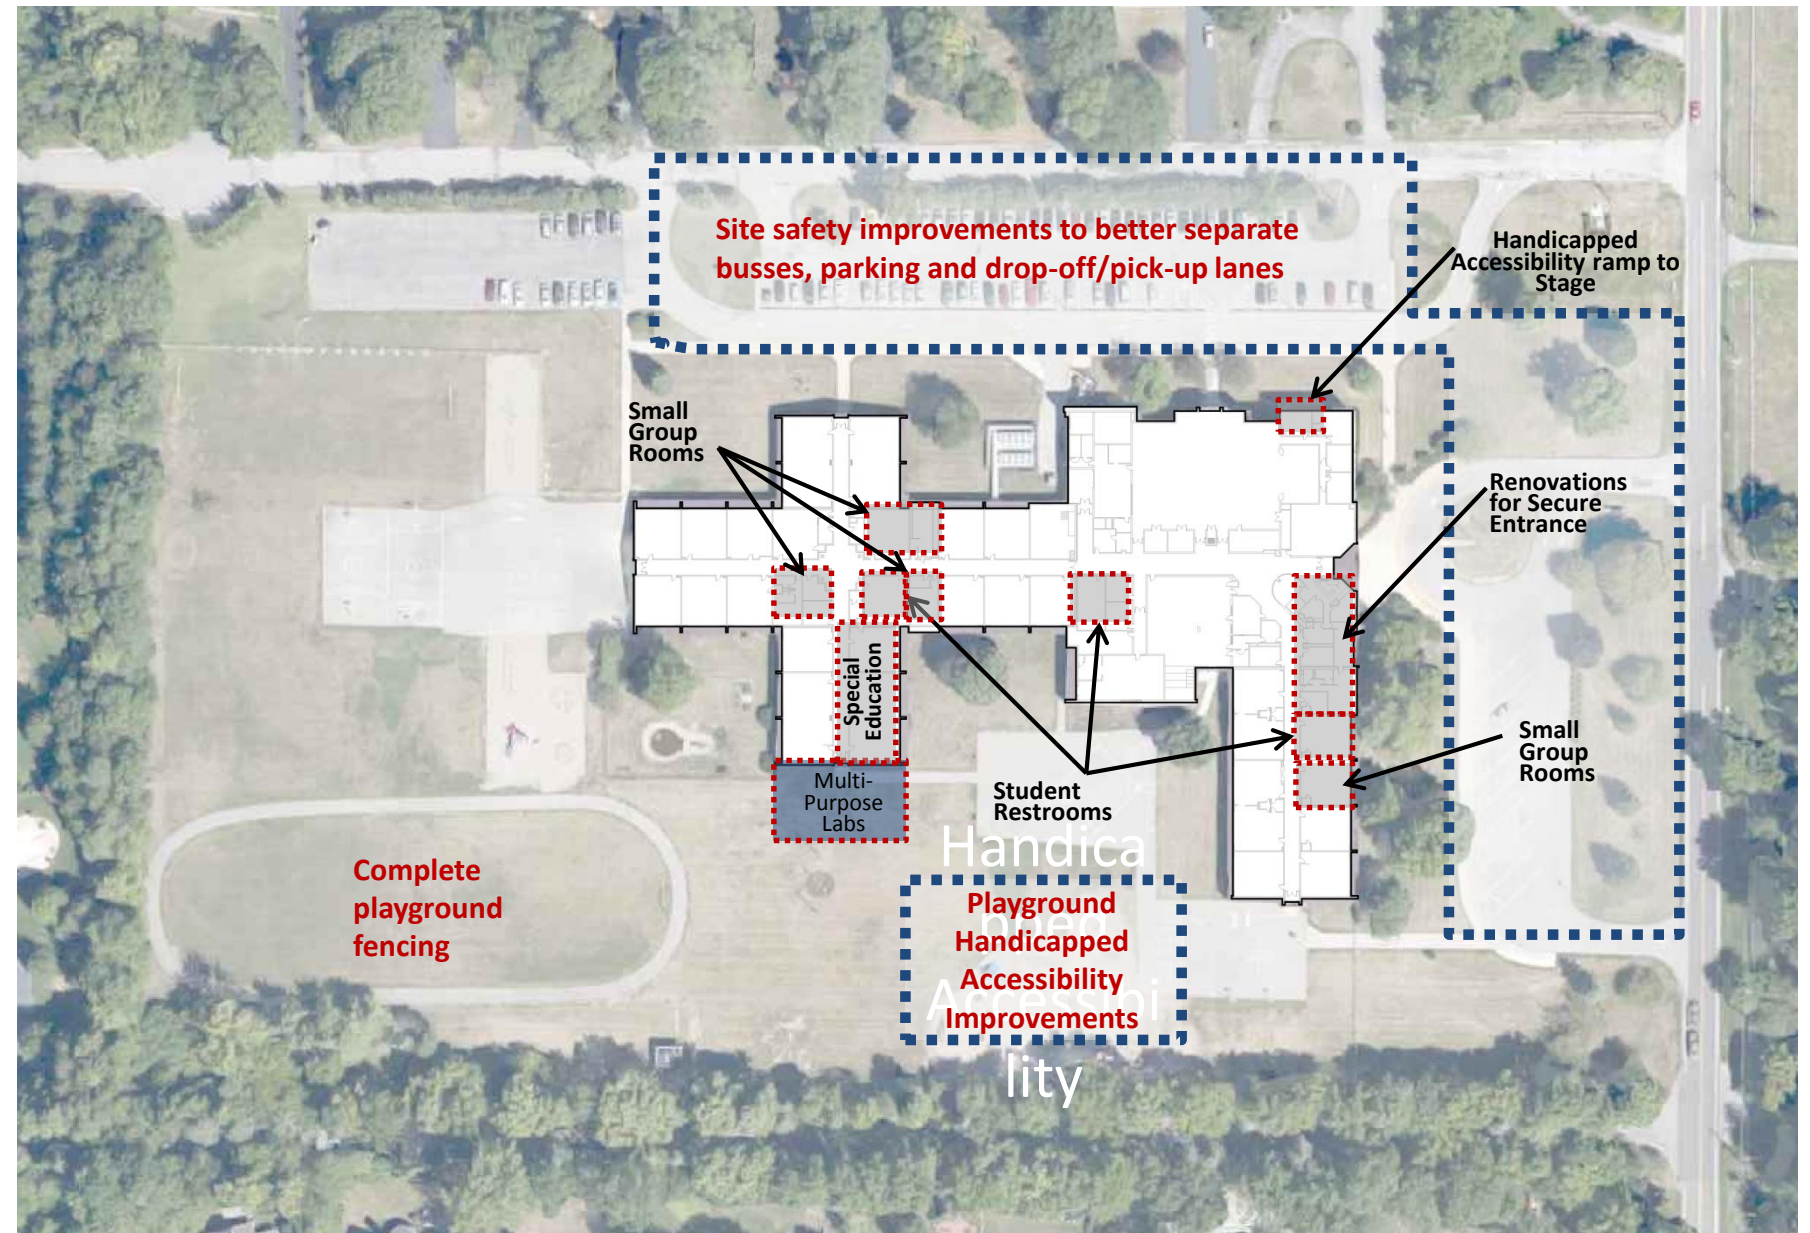 Site safety improvements to better separate
busses, parking and drop-off/pick-up lanes
Handicapped
Accessibility ramp to
Stage
Small
Group
Rooms
Renovations
for Secure
Entrance
Special
Education
Small
Group
Rooms
Multi-
Purpose
Labs
Student
Restrooms
Complete
playground
fencing
Handica
pped
Accessibi
lity
Playground
Handicapped
Accessibility
Improvements